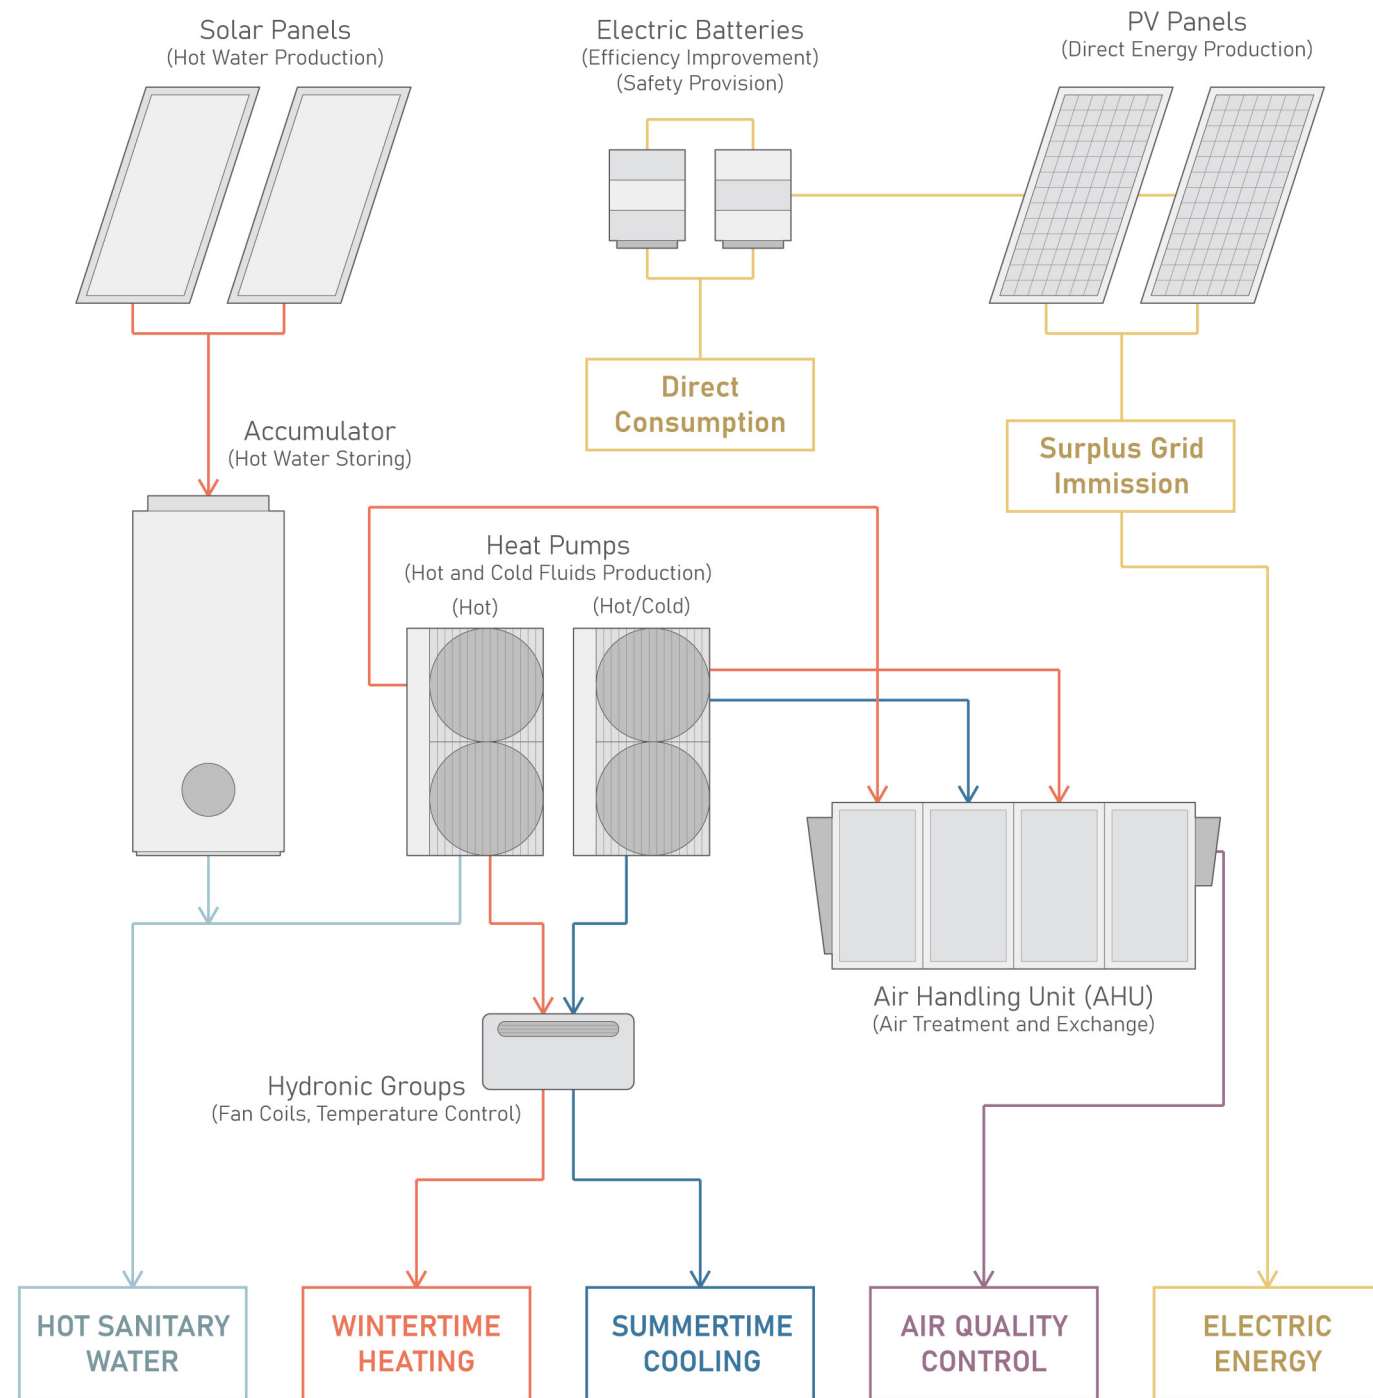 Solar Panels
(Hot Water Production)
Electric Batteries
(Efficiency Improvement)
(Safety Provision)
PV Panels
(Direct Energy Production)
Direct
Consumption
Accumulator
(Hot Water Storing)
Surplus Grid
Immission
Heat Pumps
(Hot and Cold Fluids Production)
(Hot)
(Hot/Cold)
Air Handling Unit (AHU)
(Air Treatment and Exchange)
Hydronic Groups
(Fan Coils, Temperature Control)
HOT SANITARY
WATER
WINTERTIME
HEATING
SUMMERTIME
COOLING
AIR QUALITY
CONTROL
ELECTRIC
ENERGY